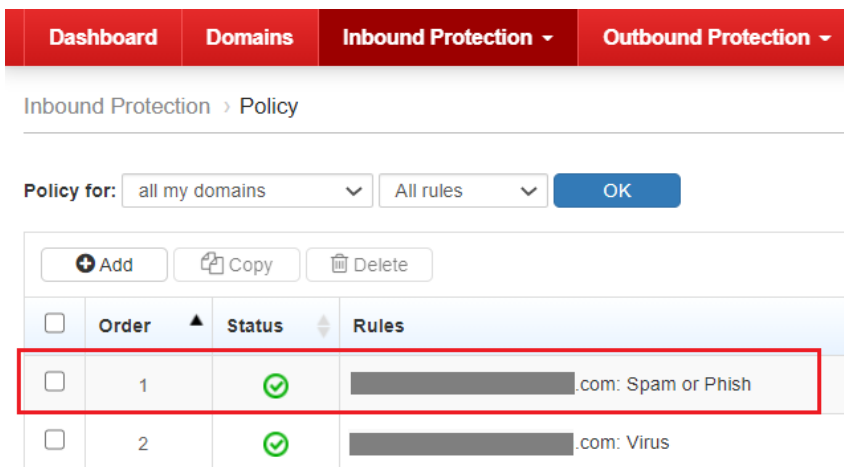 Dashboard Domains Inbound Protection Outbound Protection
Inbound Protection › Policy
Policy for: all my domains All rules OK
Add Copy Delete
Order Status Rules
1 .com: Spam or Phish
2 .com: Virus